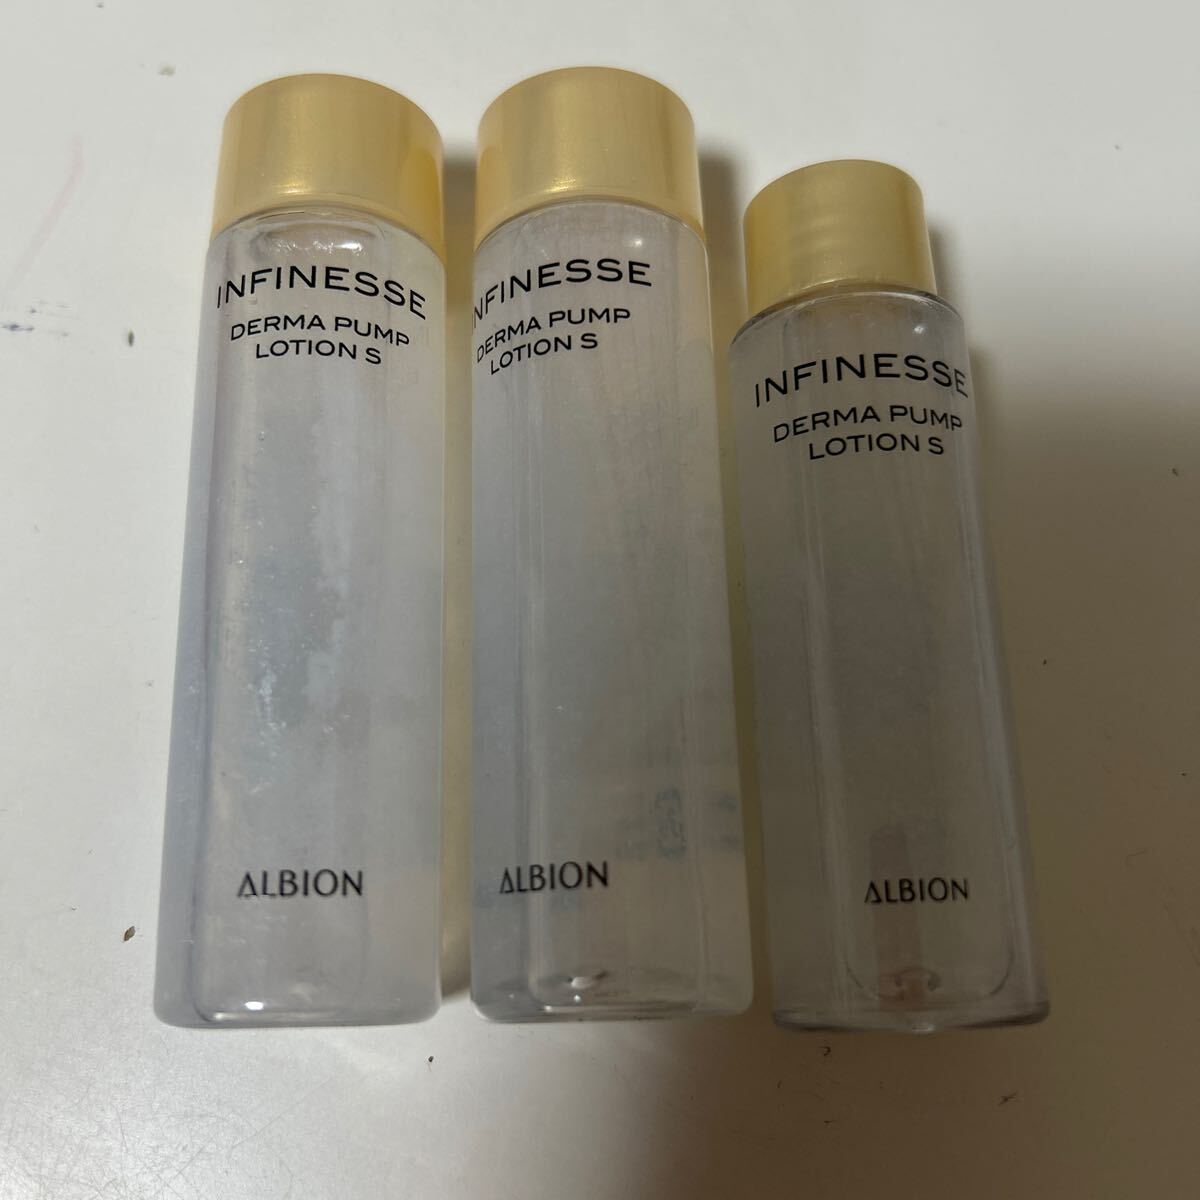 INFINESSE
DERMA PUMP
LOTION S
ALBION
INFINESSE
DERMA PUMP
LOTION S
ALBION
INFINESSE
DERMA PUMP
LOTION S
ALBION